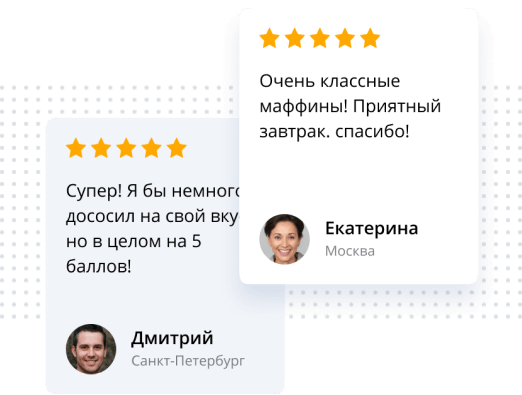 Очень классные
маффины! Приятный
завтрак. спасибо!
Екатерина
Москва
Супер! Я бы немного
дососил на свой
но в целом на 5
баллов!
Дмитрий
Санкт-Петербург